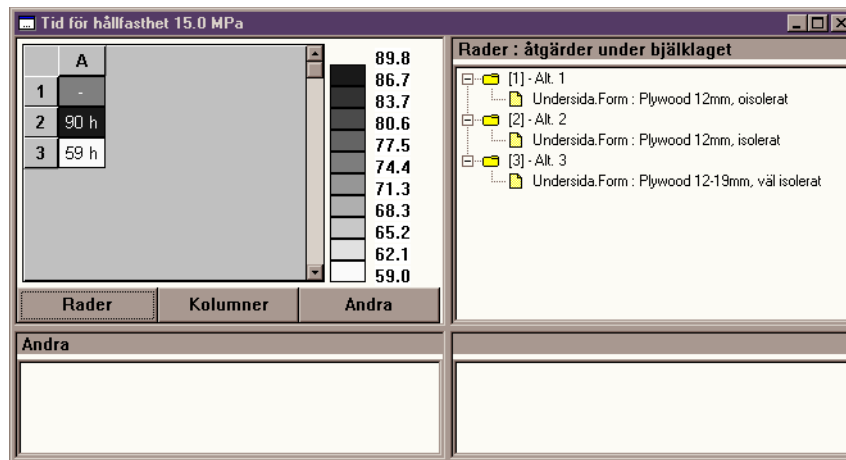 Tid för hållfasthet 15.0 MPa
A
1 -
2 90 h
3 59 h
89.8
86.7
83.7
80.6
77.5
74.4
71.3
68.3
65.2
62.1
59.0
Rader Kolumner Andra
Rader : åtgärder under bjälklaget
[1] - Alt. 1
Undersida.Form : Plywood 12mm, oisolerat
[2] - Alt. 2
Undersida.Form : Plywood 12mm, isolerat
[3] - Alt. 3
Undersida.Form : Plywood 12-19mm, väl isolerat
Andra